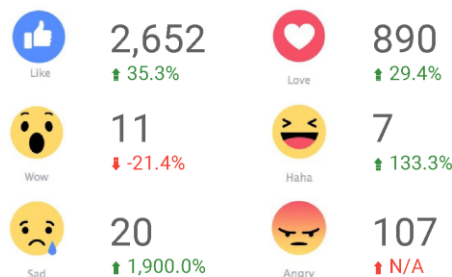 2,652 890
35.3% 29.4%
Like Love
11 7
-21.4% 133.3%
Wow Haha
20 107
1,900.0% N/A
Sad Angry